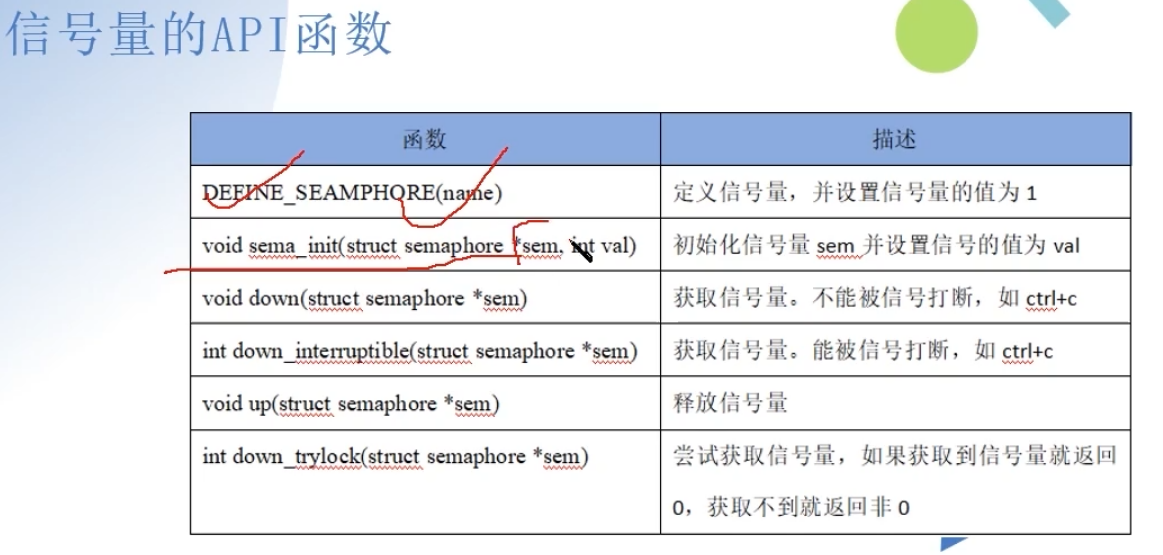 信号量的API函数
函数 描述
DEFINE_SEAMPHORE(name) 定义信号量，并设置信号量的值为1
void sema_init(struct semaphore *sem, int val) 初始化信号量 sem 并设置信号的值为 val
void down(struct semaphore *sem) 获取信号量。不能被信号打断，如 ctrl+c
int down_interruptible(struct semaphore *sem) 获取信号量。能被信号打断，如 ctrl+c
void up(struct semaphore *sem) 释放信号量
int down_trylock(struct semaphore *sem) 尝试获取信号量，如果获取到信号量就返回
0，获取不到就返回非 0